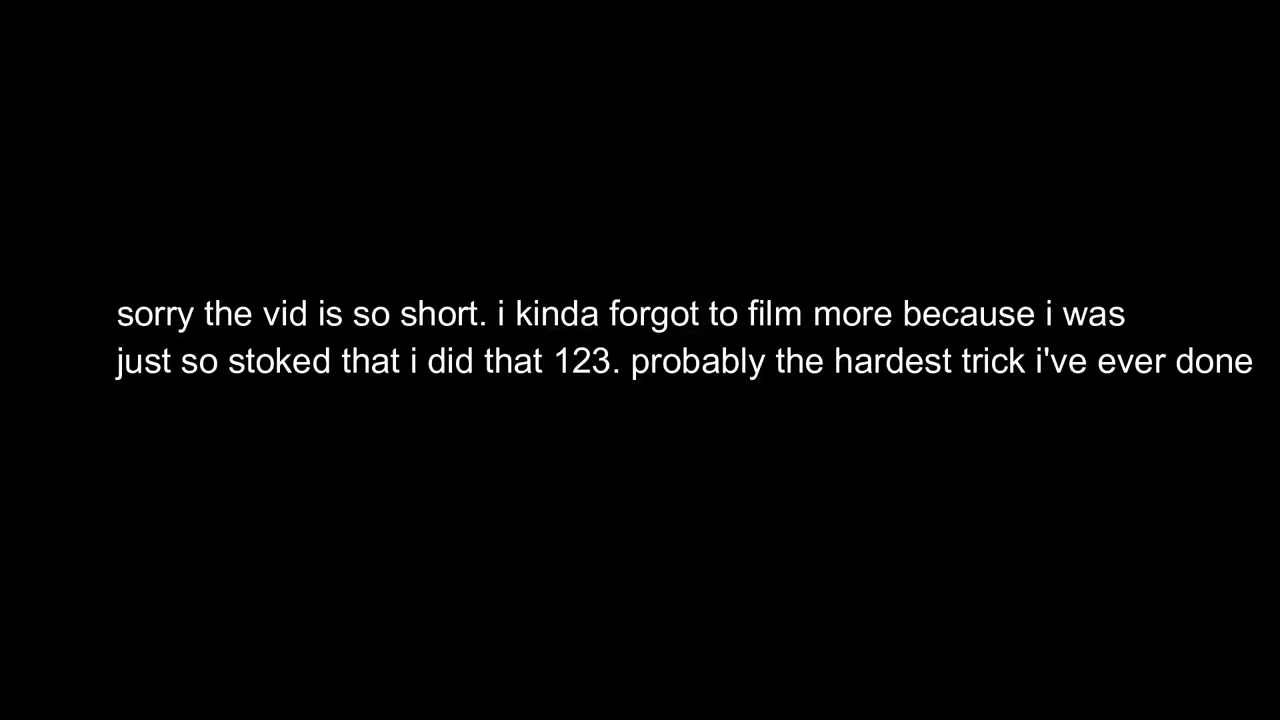 sorry the vid is so short. i kinda forgot to film more because i was
just so stoked that i did that 123. probably the hardest trick i've ever done